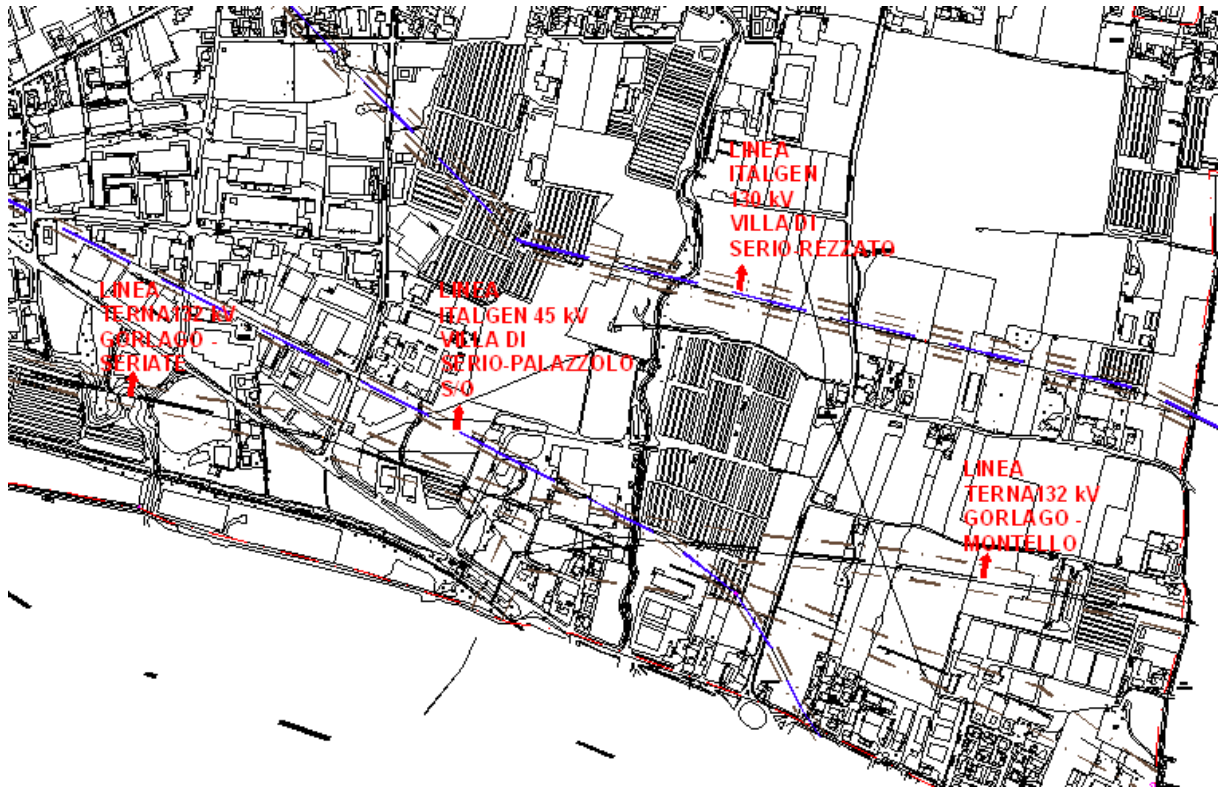 LINEA
ITALGEN
130 kV
VILLA DI
SERIO-REZZATO
LINEA
TERNA132 kV
GORLAGO -
SERIATE
LINEA
ITALGEN 45 kV
VILLA DI
SERIO-PALAZZOLO
S/O
LINEA
TERNA132 kV
GORLAGO -
MONTELLO